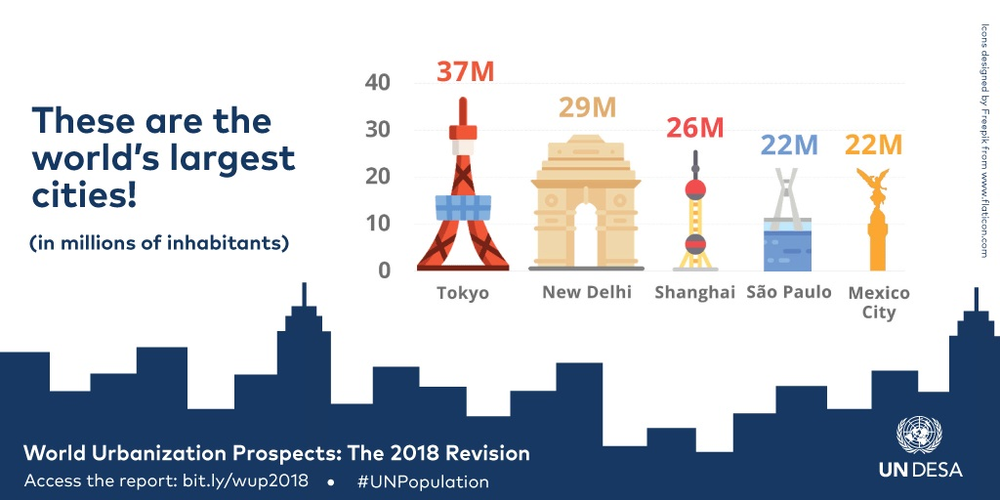 These are the
world's largest
cities!
(in millions of inhabitants)
40
30
20
10
0
37M
29M
26M
22M
22M
Tokyo
New Delhi
Shanghai
São Paulo
Mexico
City
Icons designed by Freepik from www.flaticon.com
World Urbanization Prospects: The 2018 Revision
Access the report: bit.ly/wup2018 • #UNPopulation
UN DESA